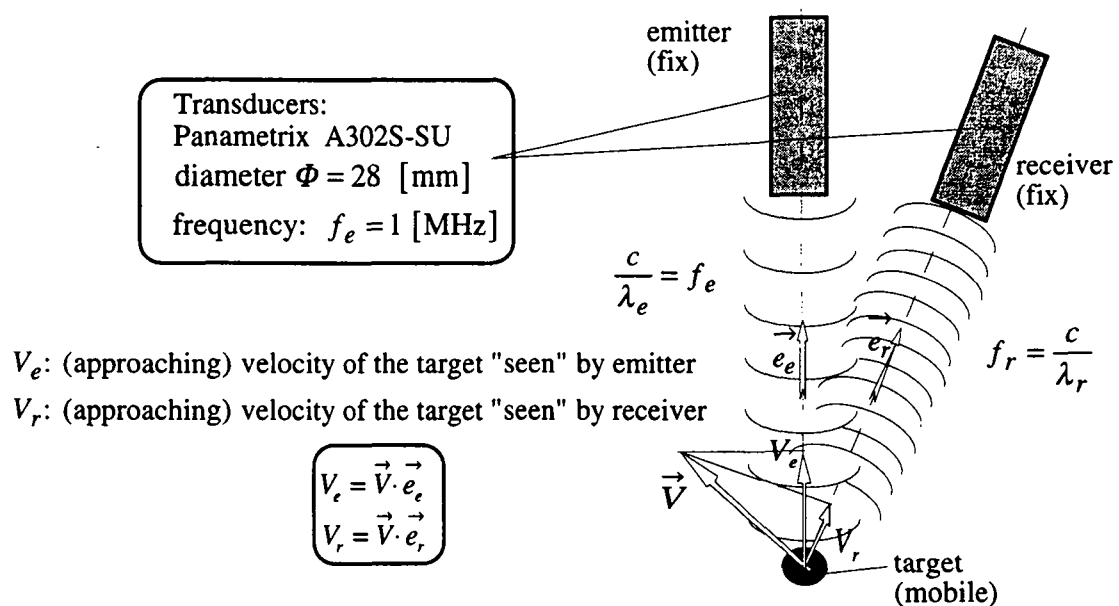 emitter
(fix)
Transducers:
Panametrix A302S-SU
diameter Φ = 28 [mm]
frequency: f_e = 1 [MHz]
receiver
(fix)
c/λ_e = f_e
e_e
e_r
f_r = c/λ_r
V_e: (approaching) velocity of the target "seen" by emitter
V_r: (approaching) velocity of the target "seen" by receiver
V_e = V⃗ · e⃗_e
V_r = V⃗ · e⃗_r
V⃗
V_e
V_r
target
(mobile)